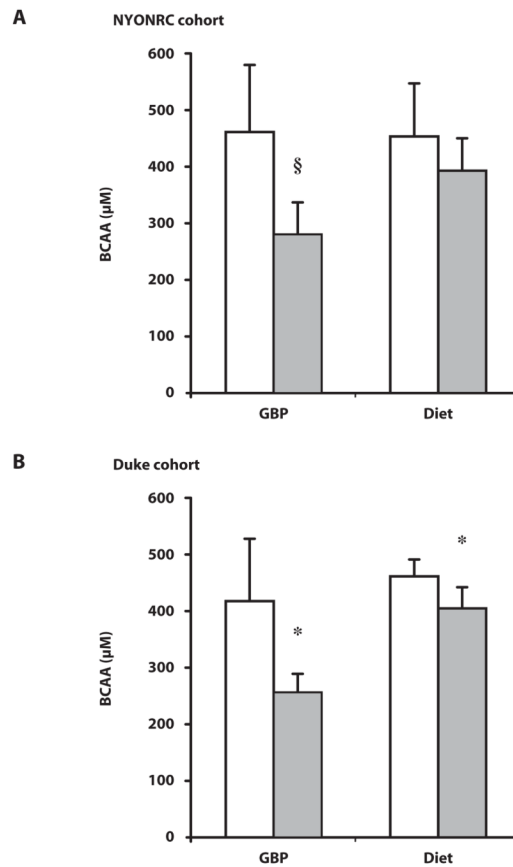 A
NYONRC cohort
600
500
400
300
200
100
0
BCAA (µM)
§
GBP
Diet
B
Duke cohort
600
500
400
300
200
100
0
BCAA (µM)
*
*
GBP
Diet